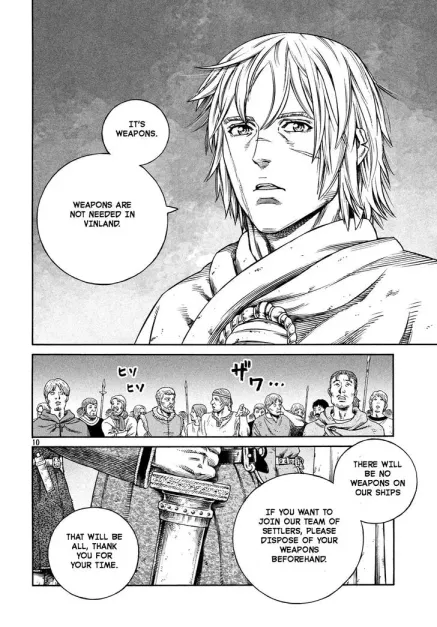 IT'S
WEAPONS.
WEAPONS ARE
NOT NEEDED IN
VINLAND.
ヒソ
ヒソ
ザワ・・・
10
THERE WILL
BE NO
WEAPONS ON
OUR SHIPS
IF YOU WANT TO
JOIN OUR TEAM OF
SETTLERS, PLEASE
DISPOSE OF YOUR
WEAPONS
BEFOREHAND.
THAT WILL BE
ALL, THANK
YOU FOR
YOUR TIME.